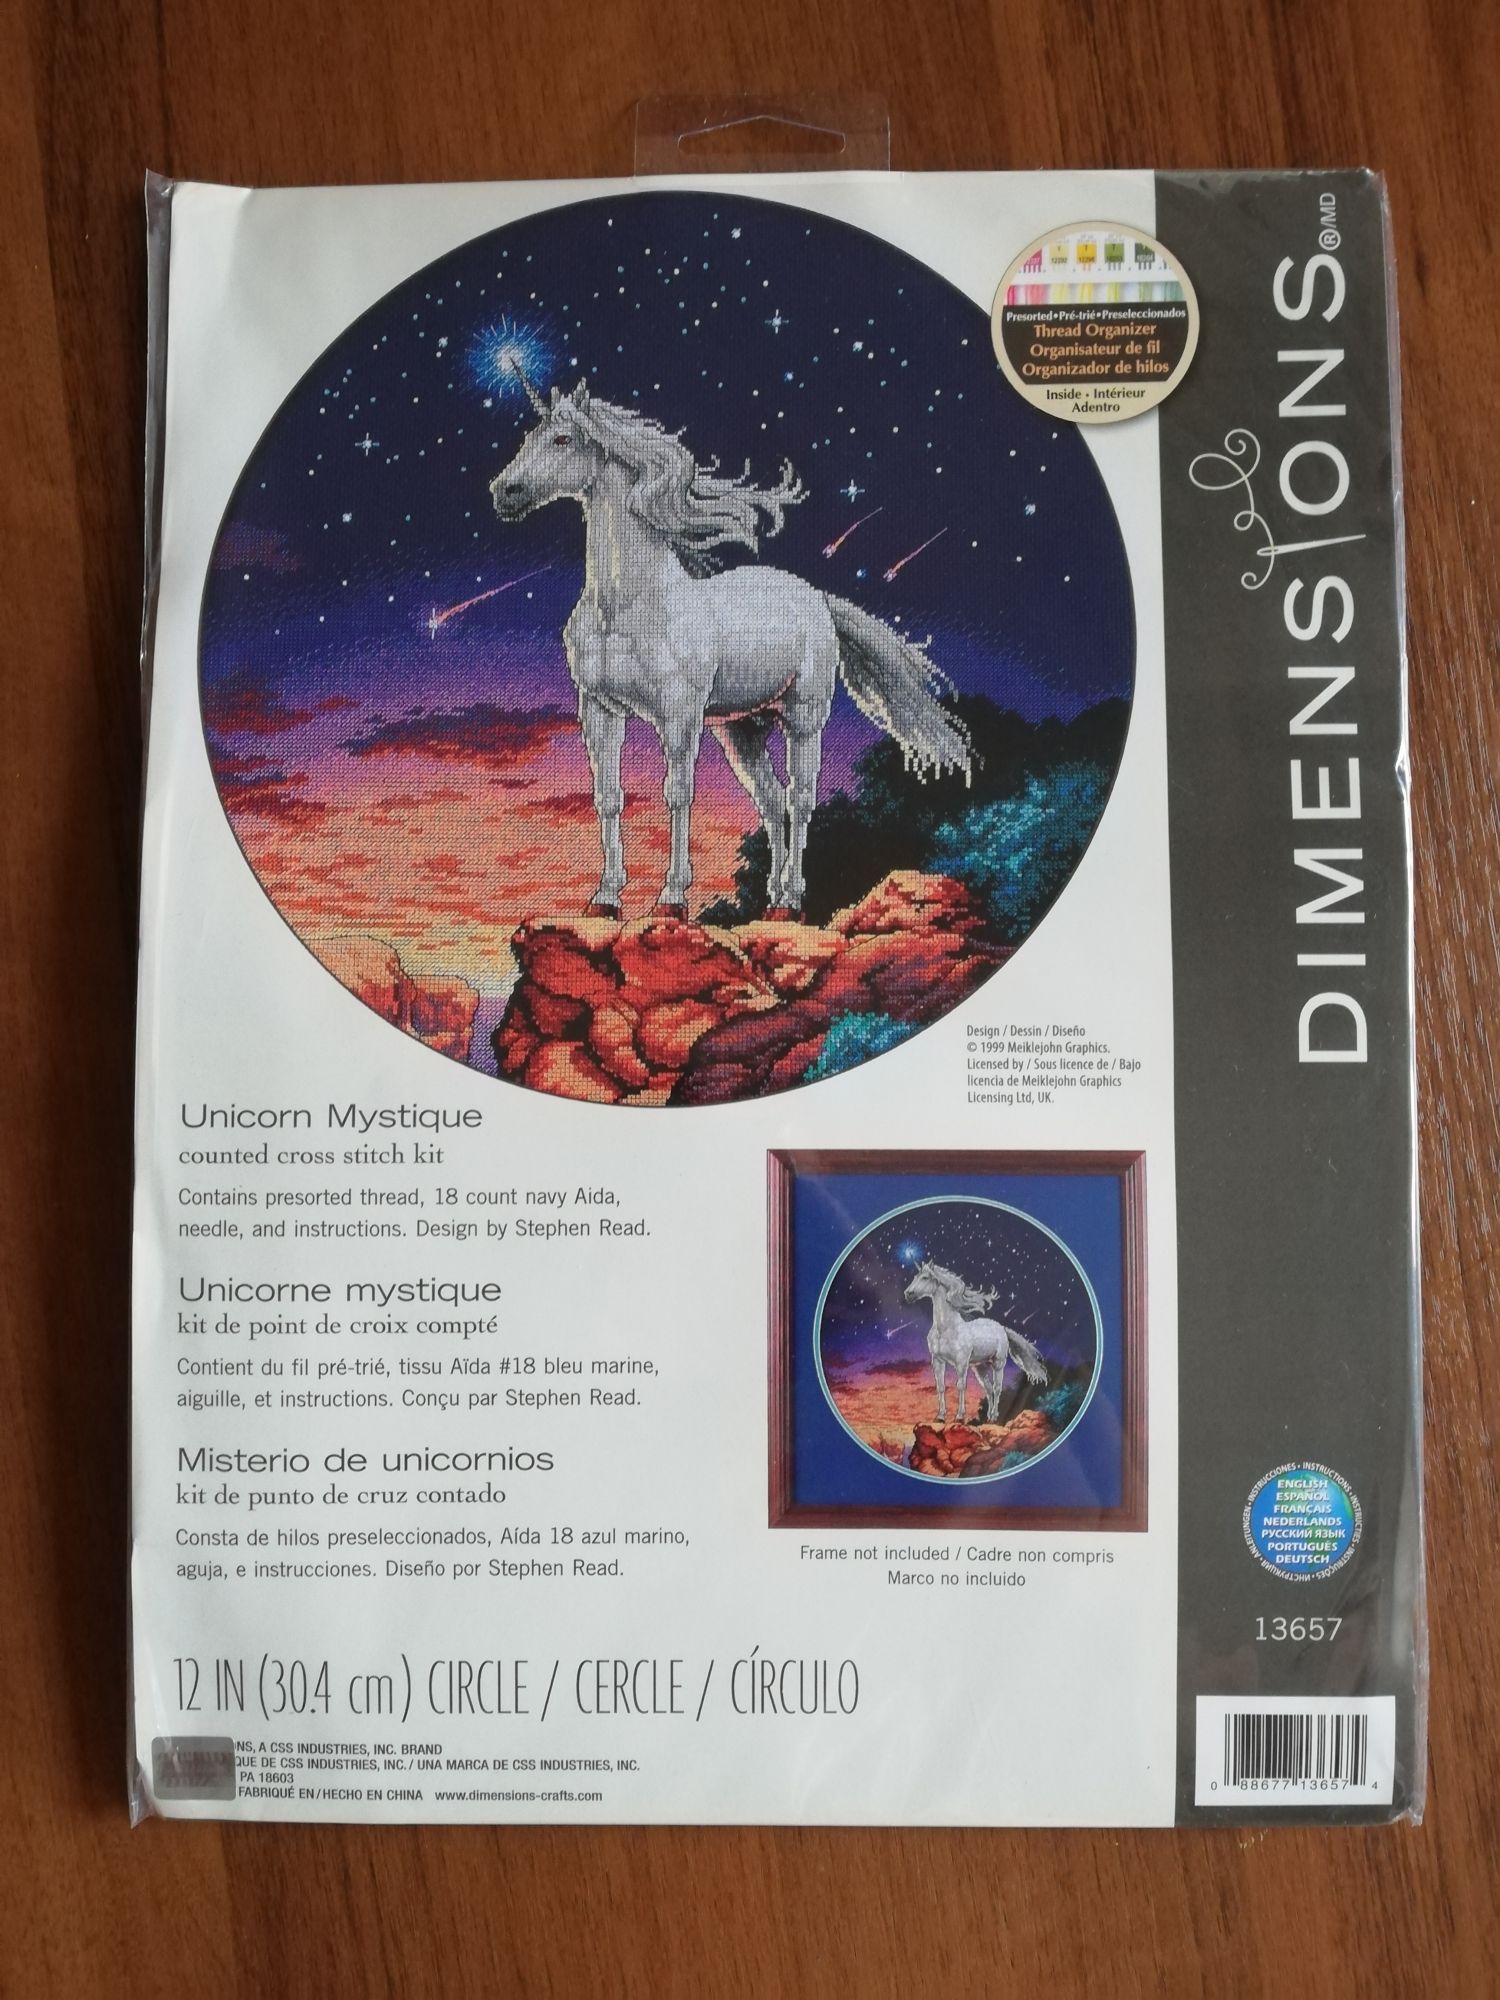 DIMENSIONS®/MD
Presorted•Pré-trié•Preseleccionados
Thread Organizer
Organisateur de fil
Organizador de hilos
Inside • Intérieur
Adentro
Design / Dessin / Diseño
© 1999 Meiklejohn Graphics.
Licensed by / Sous licence de / Bajo
licencia de Meiklejohn Graphics
Licensing Ltd, UK.
Unicorn Mystique
counted cross stitch kit
Contains presorted thread, 18 count navy Aida,
needle, and instructions. Design by Stephen Read.
Unicorne mystique
kit de point de croix compté
Contient du fil pré-trié, tissu Aïda #18 bleu marine,
aiguille, et instructions. Conçu par Stephen Read.
Misterio de unicornios
kit de punto de cruz contado
Consta de hilos preseleccionados, Aída 18 azul marino,
aguja, e instrucciones. Diseño por Stephen Read.
Frame not included / Cadre non compris
Marco no incluido
12 IN (30.4 cm) CIRCLE / CERCLE / CÍRCULO
NS, A CSS INDUSTRIES, INC. BRAND
QUE DE CSS INDUSTRIES, INC. / UNA MARCA DE CSS INDUSTRIES, INC.
PA 18603
FABRIQUÉ EN / HECHO EN CHINA www.dimensions-crafts.com
INSTRUCCIONES • INSTRUCTIONS • INSTRUCTIES • INSTRUÇÕES • ИНСТРУКЦИЯ • ANLEITUNGEN •
ENGLISH
ESPAÑOL
FRANÇAIS
NEDERLANDS
РУССКИЙ ЯЗЫК
PORTUGUÊS
DEUTSCH
13657
0 88677 13657 4